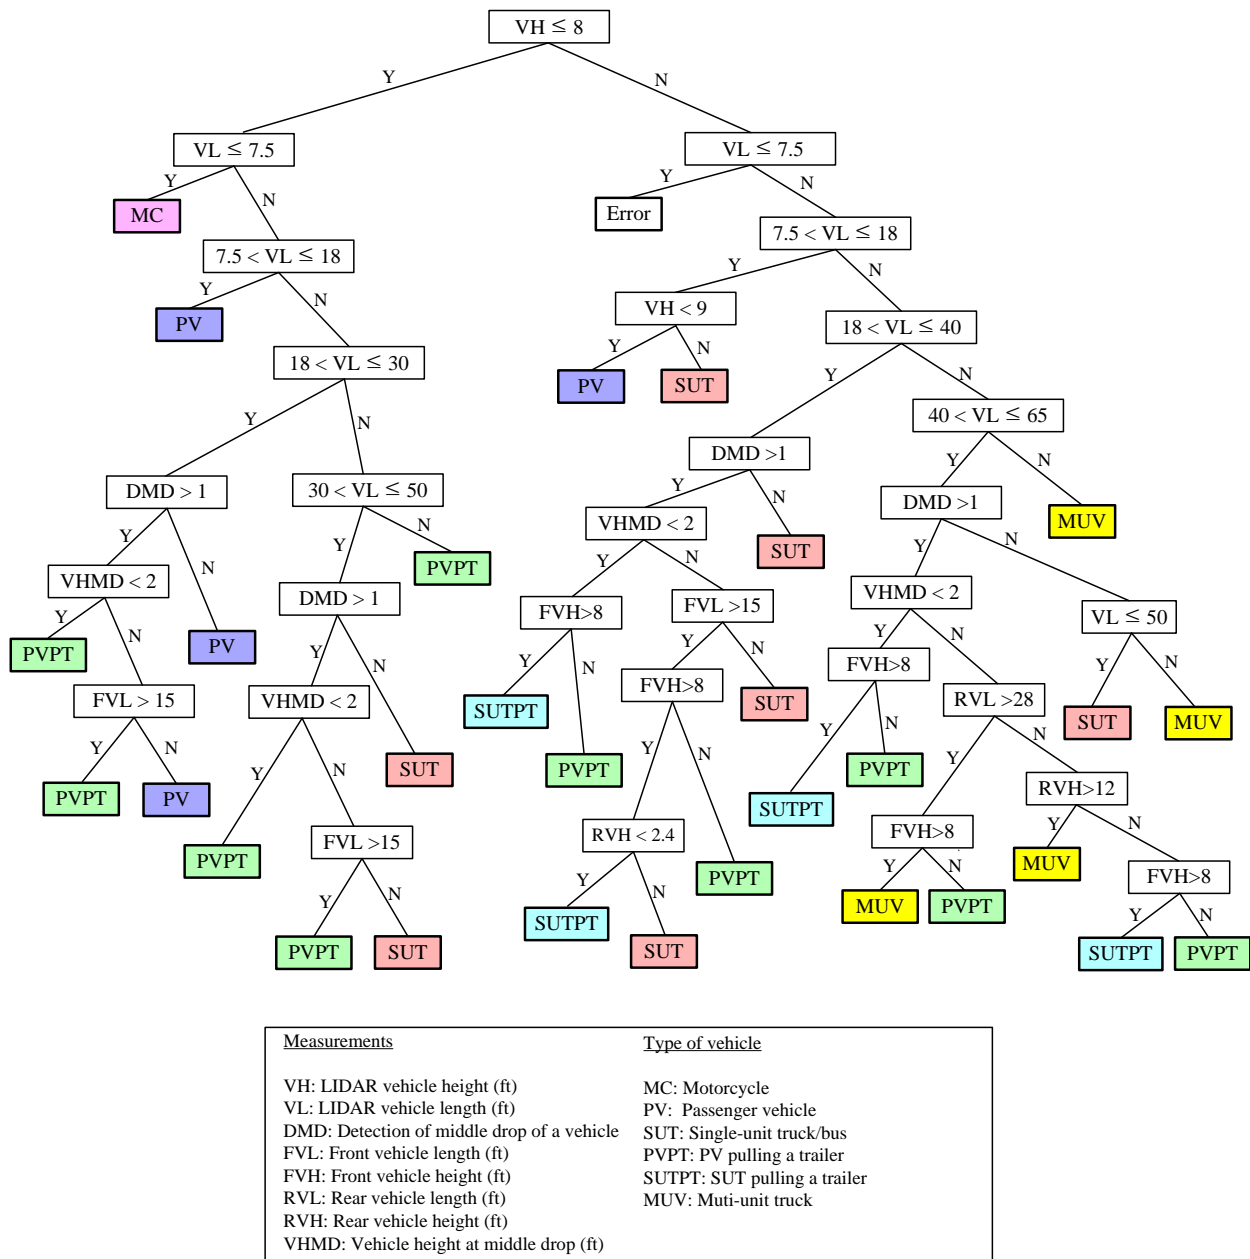 VH ≤ 8
Y
N
VL ≤ 7.5
VL ≤ 7.5
Y
N
Y
N
MC
Error
7.5 < VL ≤ 18
7.5 < VL ≤ 18
Y
N
Y
N
PV
VH < 9
18 < VL ≤ 40
18 < VL ≤ 30
Y
N
Y
N
PV
SUT
Y
N
40 < VL ≤ 65
DMD >1
Y
N
DMD > 1
30 < VL ≤ 50
Y
N
DMD >1
MUV
Y
N
Y
N
VHMD < 2
SUT
Y
N
PVPT
VHMD < 2
DMD > 1
Y
N
FVH>8
FVL >15
VHMD < 2
VL ≤ 50
Y
N
PVPT
PV
Y
N
Y
N
Y
N
FVH>8
Y
N
Y
N
FVL > 15
VHMD < 2
SUTPT
FVH>8
SUT
RVL >28
SUT
MUV
Y
N
Y
N
SUT
PVPT
Y
N
Y
N
PVPT
Y
N
PVPT
PV
SUTPT
RVH>12
FVL >15
RVH < 2.4
FVH>8
Y
N
PVPT
PVPT
Y
N
MUV
FVH>8
Y
N
Y
N
MUV
PVPT
Y
N
SUTPT
PVPT
SUT
SUT
PVPT
SUTPT
PVPT
Measurements
VH: LIDAR vehicle height (ft)
VL: LIDAR vehicle length (ft)
DMD: Detection of middle drop of a vehicle
FVL: Front vehicle length (ft)
FVH: Front vehicle height (ft)
RVL: Rear vehicle length (ft)
RVH: Rear vehicle height (ft)
VHMD: Vehicle height at middle drop (ft)
Type of vehicle
MC: Motorcycle
PV: Passenger vehicle
SUT: Single-unit truck/bus
PVPT: PV pulling a trailer
SUTPT: SUT pulling a trailer
MUV: Muti-unit truck